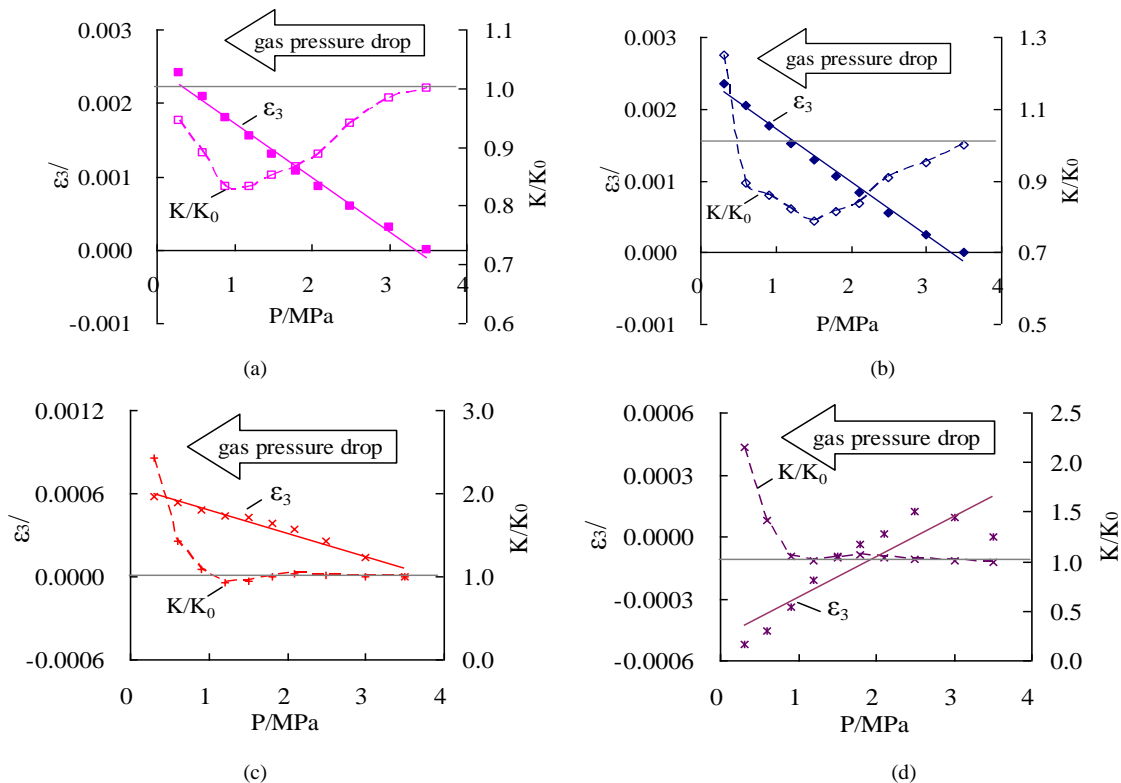 0.003
0.002
0.001
0.000
-0.001
ε3/
gas pressure drop
ε3
K/K0
0 1 2 3 4
P/MPa
1.1
1.0
0.9
0.8
0.7
0.6
K/K0
(a)
0.003
0.002
0.001
0.000
-0.001
ε3/
gas pressure drop
ε3
K/K0
0 1 2 3 4
P/MPa
1.3
1.1
0.9
0.7
0.5
K/K0
(b)
0.0012
0.0006
0.0000
-0.0006
ε3/
gas pressure drop
ε3
K/K0
0 1 2 3 4
P/MPa
3.0
2.0
1.0
0.0
K/K0
(c)
0.0006
0.0003
0.0000
-0.0003
-0.0006
ε3/
gas pressure drop
K/K0
ε3
0 1 2 3 4
P/MPa
2.5
2.0
1.5
1.0
0.5
0.0
K/K0
(d)